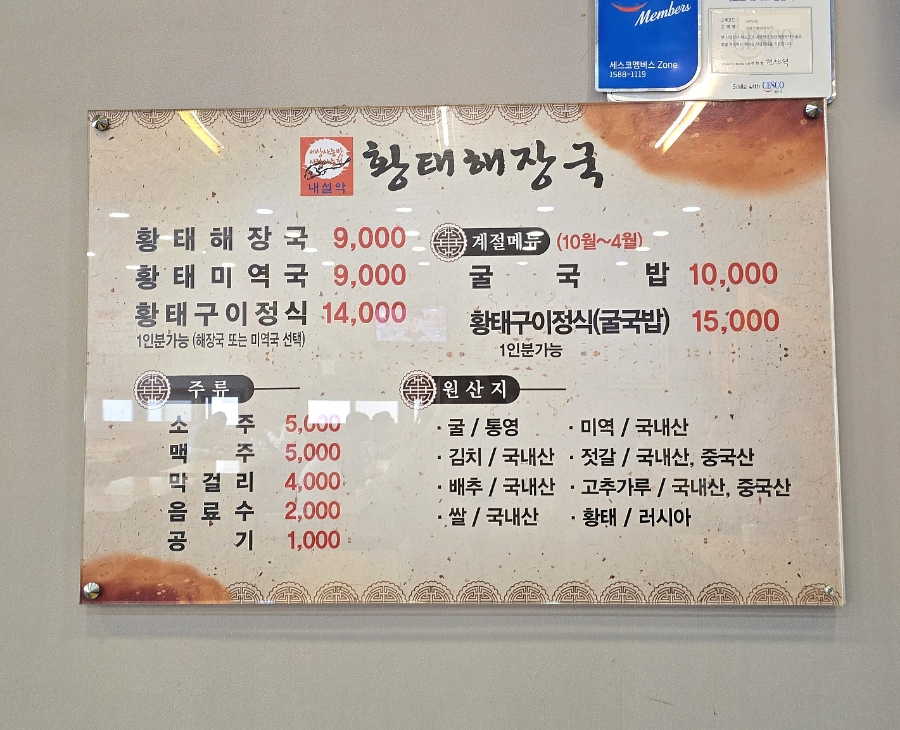 Members
세스코멤버스 Zone
1588-1119
Smile with CESCO
내설악
황태해장국
황태해장국 9,000
황태미역국 9,000
황태구이정식 14,000
1인분가능 (해장국 또는 미역국 선택)
계절메뉴 (10월~4월)
굴국밥 10,000
황태구이정식(굴국밥) 15,000
1인분가능
주류
소주 5,000
맥주 5,000
막걸리 4,000
음료수 2,000
공기 1,000
원산지
· 굴 / 통영 · 미역 / 국내산
· 김치 / 국내산 · 젓갈 / 국내산, 중국산
· 배추 / 국내산 · 고추가루 / 국내산, 중국산
· 쌀 / 국내산 · 황태 / 러시아